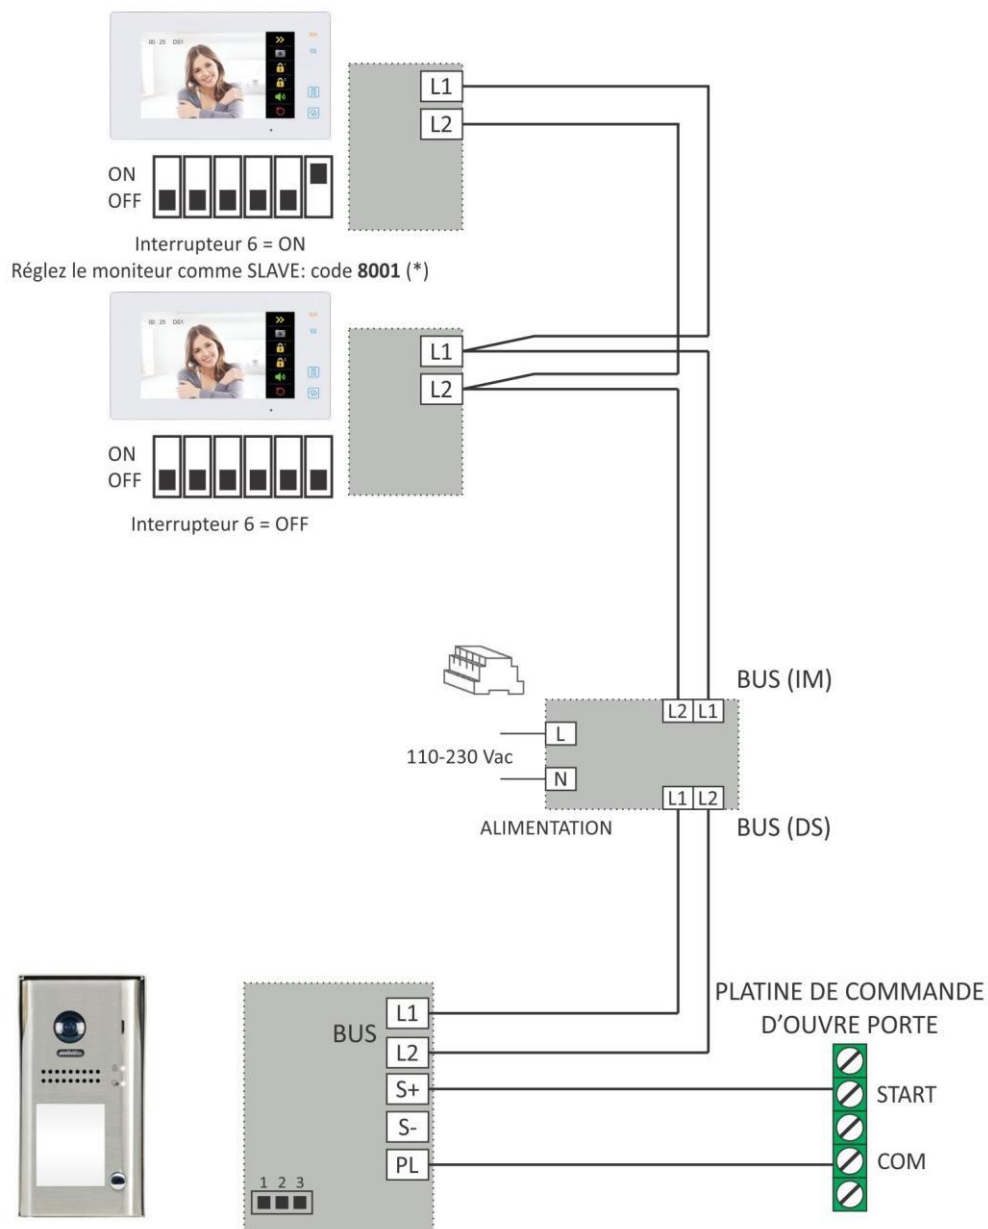 00 : 25 DS1
L1
L2
ON
OFF
Interrupteur 6 = ON
Réglez le moniteur comme SLAVE: code 8001 (*)
00 : 25 DS1
L1
L2
ON
OFF
Interrupteur 6 = OFF
BUS (IM)
L2 L1
L
110-230 Vac
N
L1 L2
ALIMENTATION
BUS (DS)
PLATINE DE COMMANDE
D’OUVRE PORTE
BUS
L1
L2
S+
S-
PL
1 2 3
START
COM